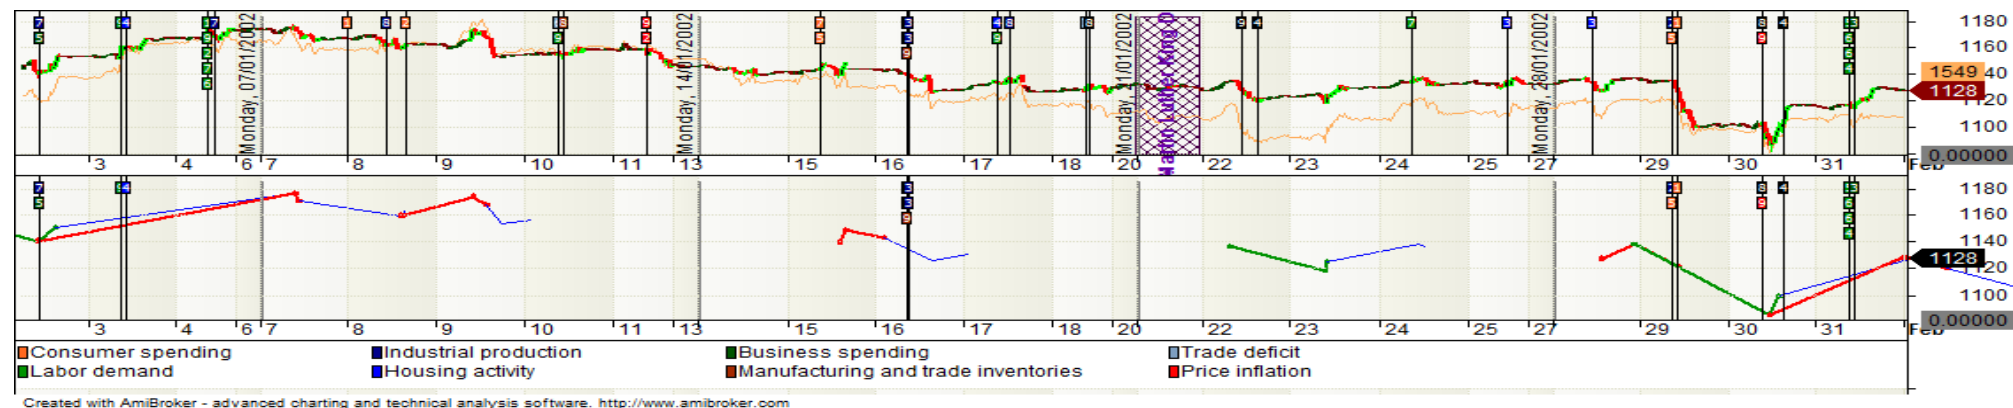 1180
1160
1549
40
1128
1120
1100
0.00000
Monday, 07/01/2002
Monday, 14/01/2002
Monday, 21/01/2002
Martin Luther King D
Monday, 28/01/2002
3 4 6 7 8 9 10 11 13 15 16 17 18 20 22 23 24 25 27 29 30 31 Feb
1180
1160
1140
1128
1120
1100
0.00000
3 4 6 7 8 9 10 11 13 15 16 17 18 20 22 23 24 25 27 29 30 31 Feb
Consumer spending Industrial production Business spending Trade deficit
Labor demand Housing activity Manufacturing and trade inventories Price inflation
Created with AmiBroker - advanced charting and technical analysis software. http://www.amibroker.com